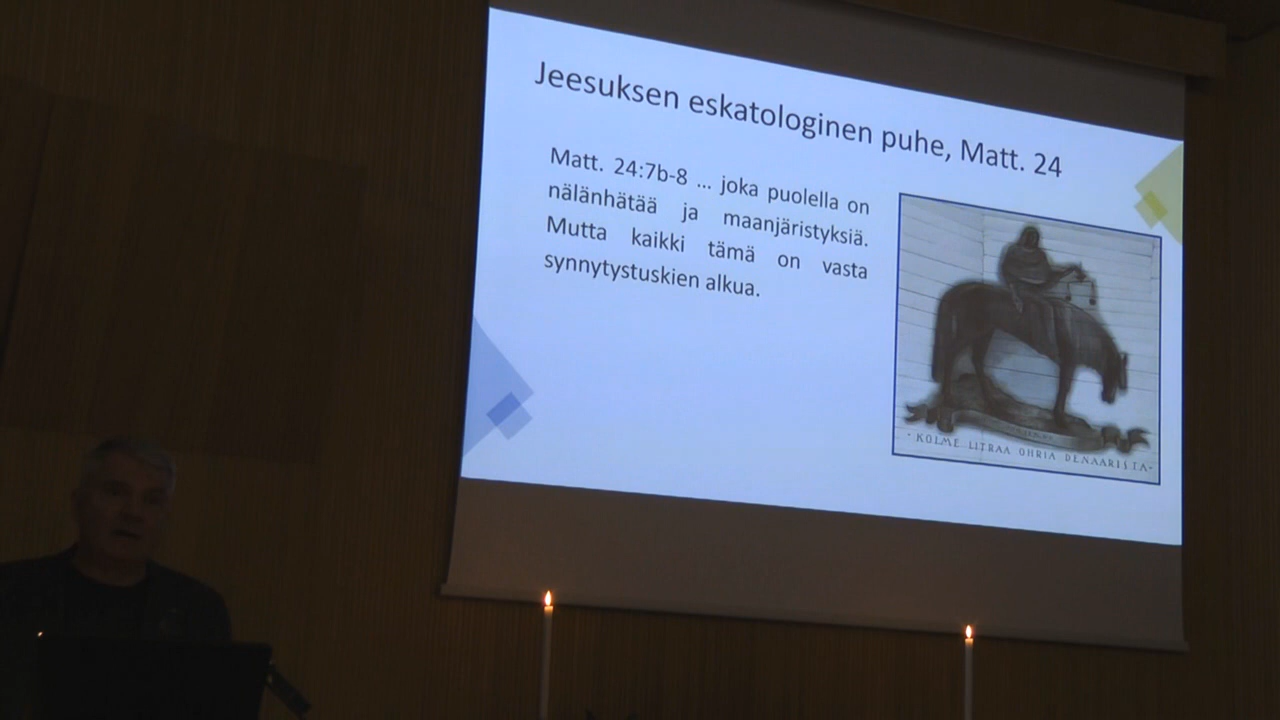 Jeesuksen eskatologinen puhe, Matt. 24
Matt. 24:7b-8 ... joka puolella on
nälänhätää ja maanjäristyksiä.
Mutta kaikki tämä on vasta
synnytystuskien alkua.
· KOLME LITRAA OHRIA DENAARISTA ·